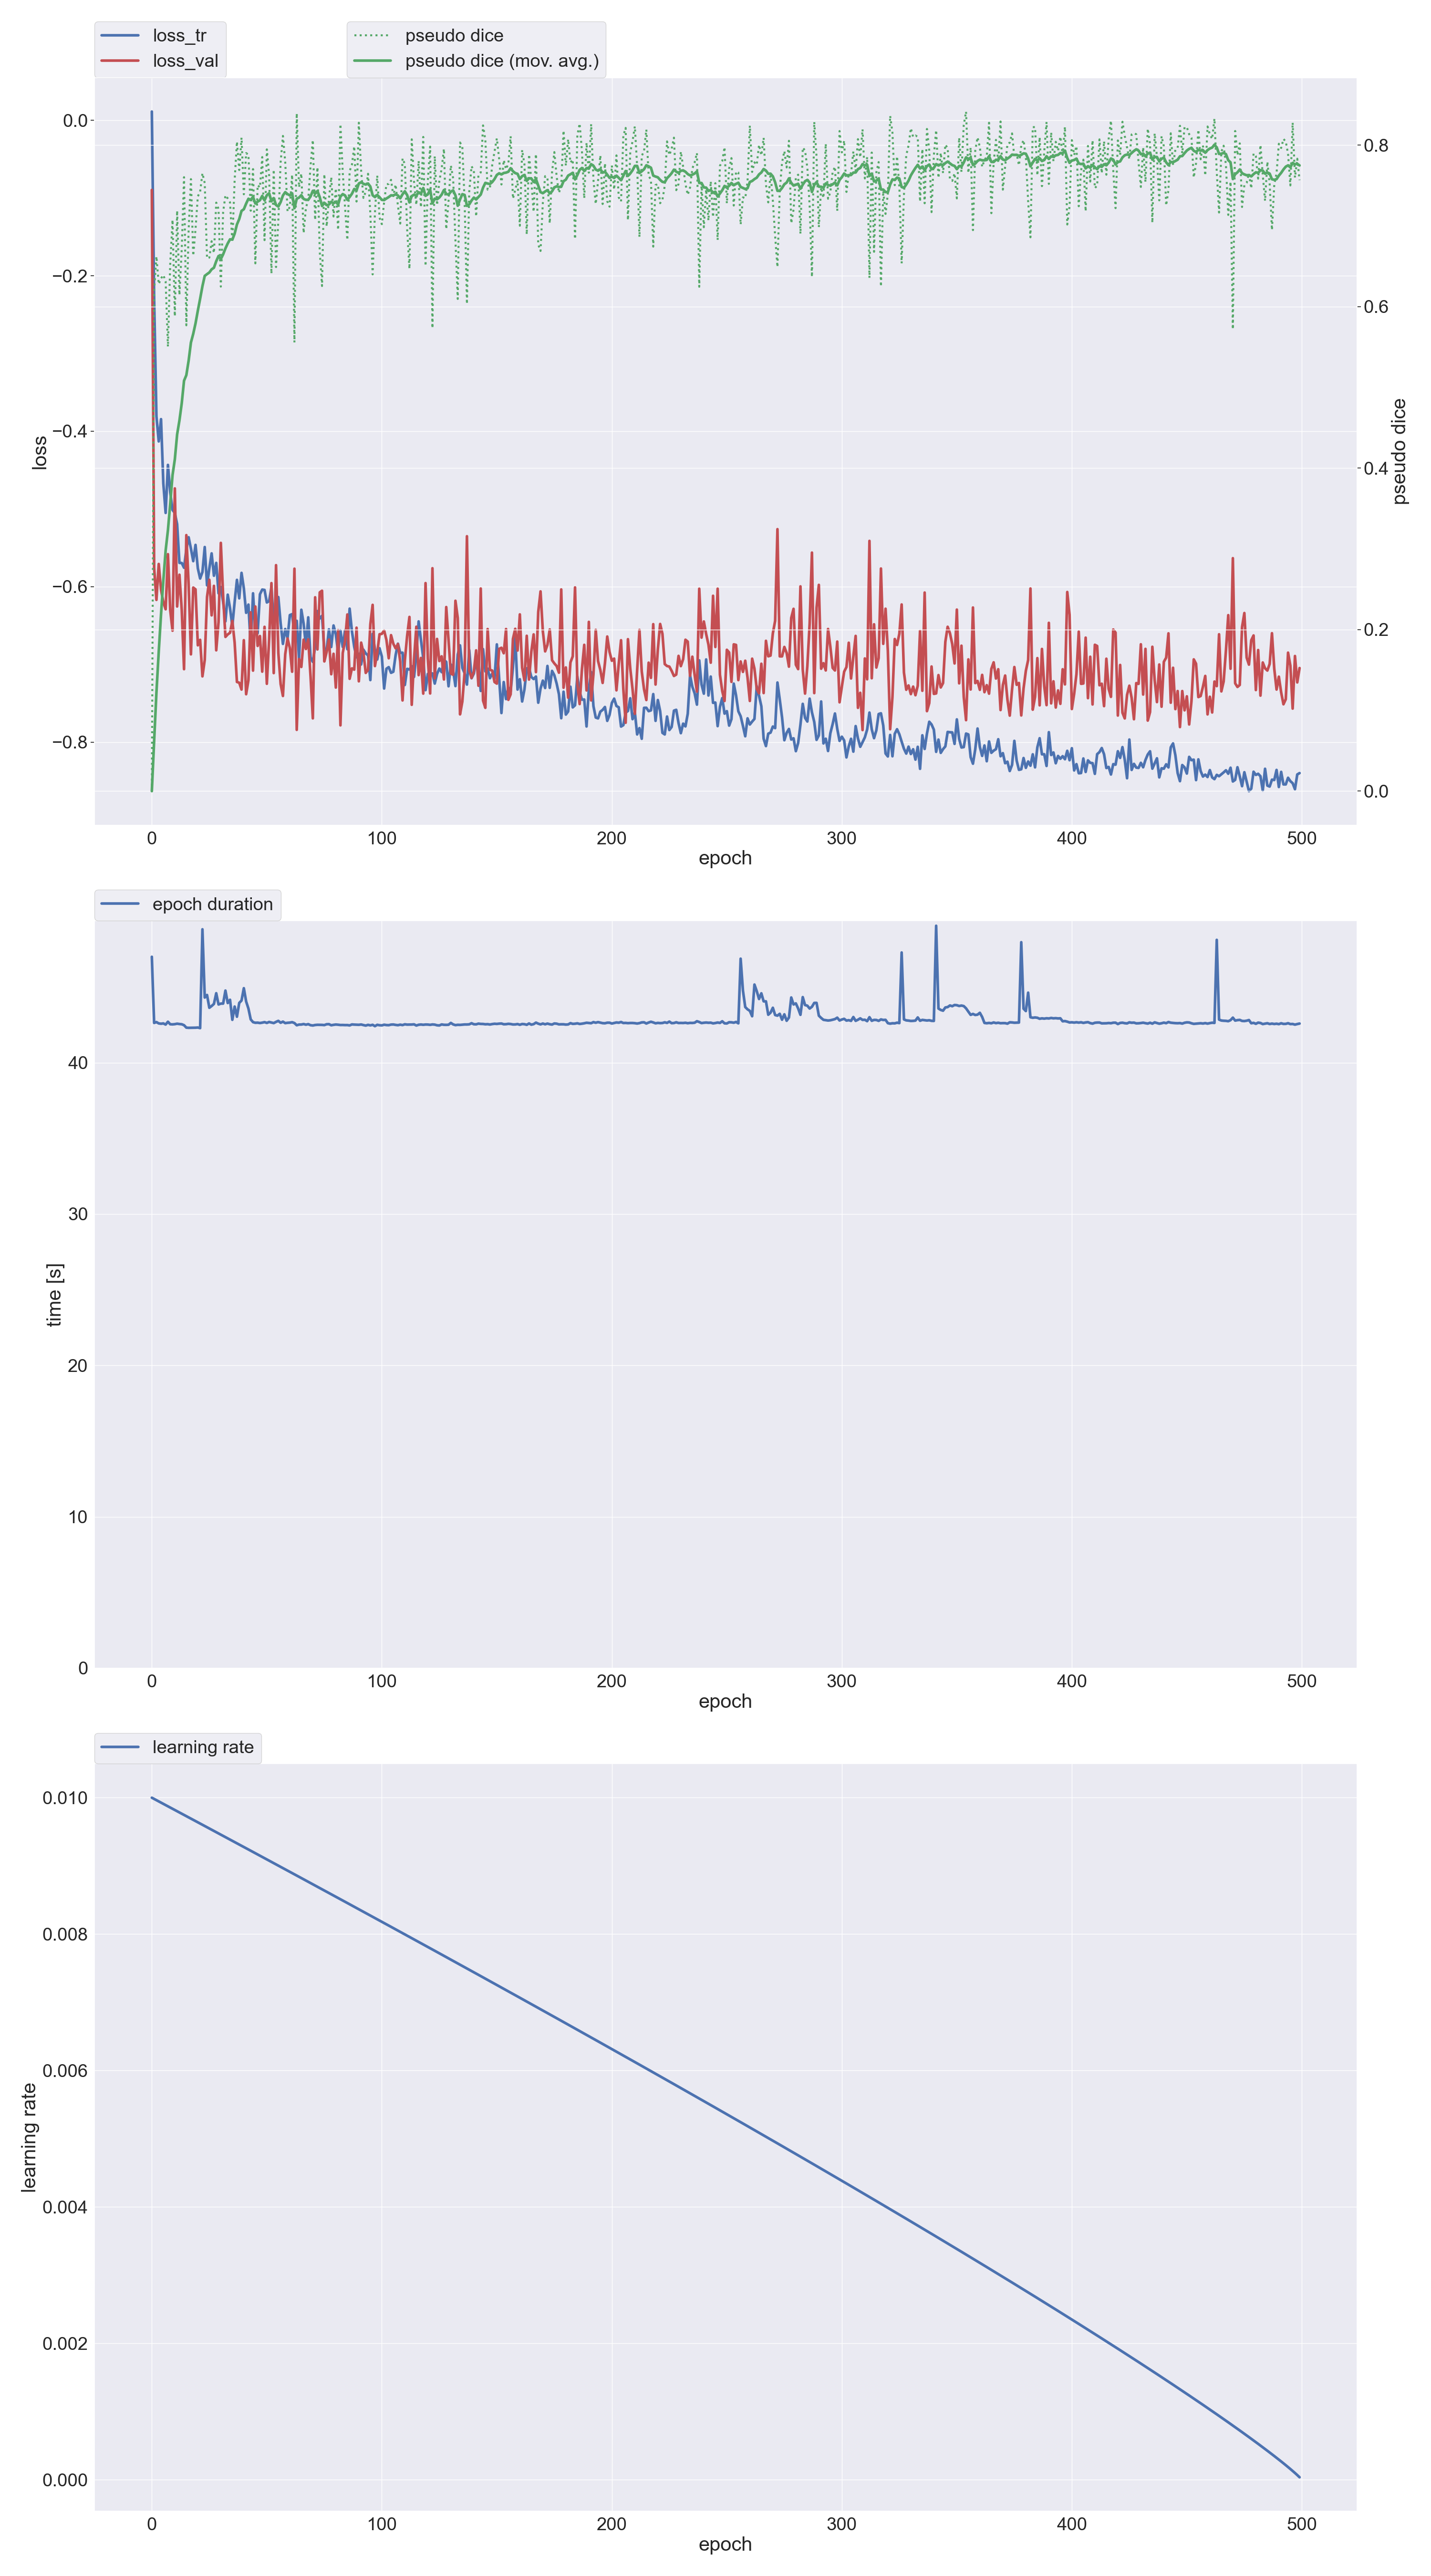 loss_tr
loss_val
pseudo dice
pseudo dice (mov. avg.)
0.0
−0.2
−0.4
−0.6
−0.8
loss
0.8
0.6
0.4
0.2
0.0
pseudo dice
0 100 200 300 400 500
epoch
epoch duration
40
30
20
10
0
time [s]
0 100 200 300 400 500
epoch
learning rate
0.010
0.008
0.006
0.004
0.002
0.000
learning rate
0 100 200 300 400 500
epoch